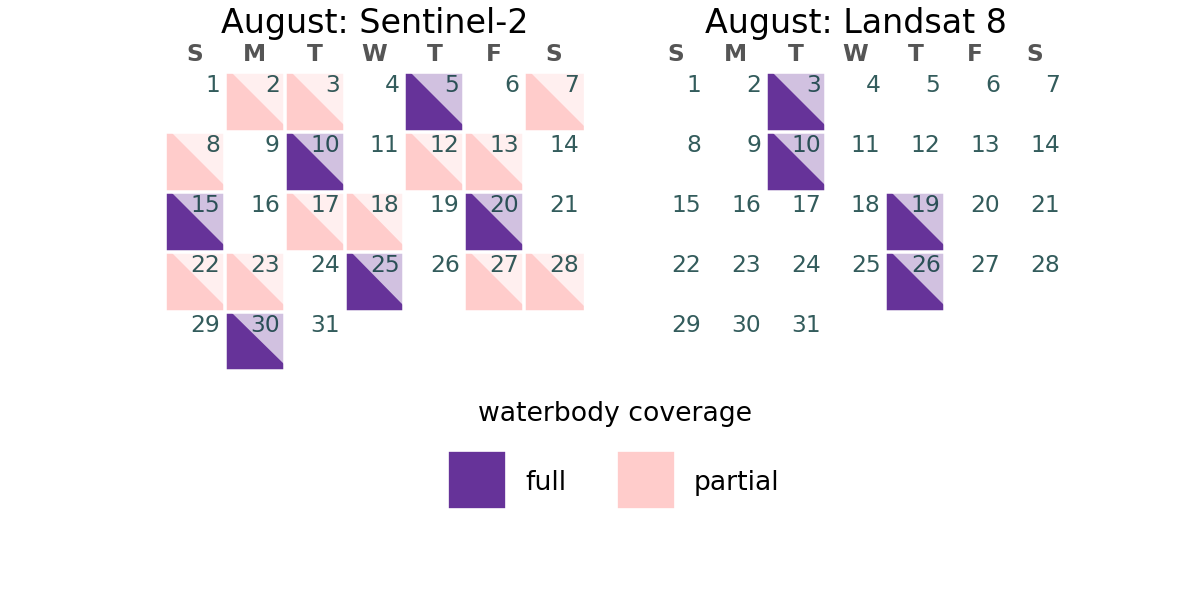 August: Sentinel-2
S M T W T F S
1 2 3 4 5 6 7
8 9 10 11 12 13 14
15 16 17 18 19 20 21
22 23 24 25 26 27 28
29 30 31
August: Landsat 8
S M T W T F S
1 2 3 4 5 6 7
8 9 10 11 12 13 14
15 16 17 18 19 20 21
22 23 24 25 26 27 28
29 30 31
waterbody coverage
full
partial